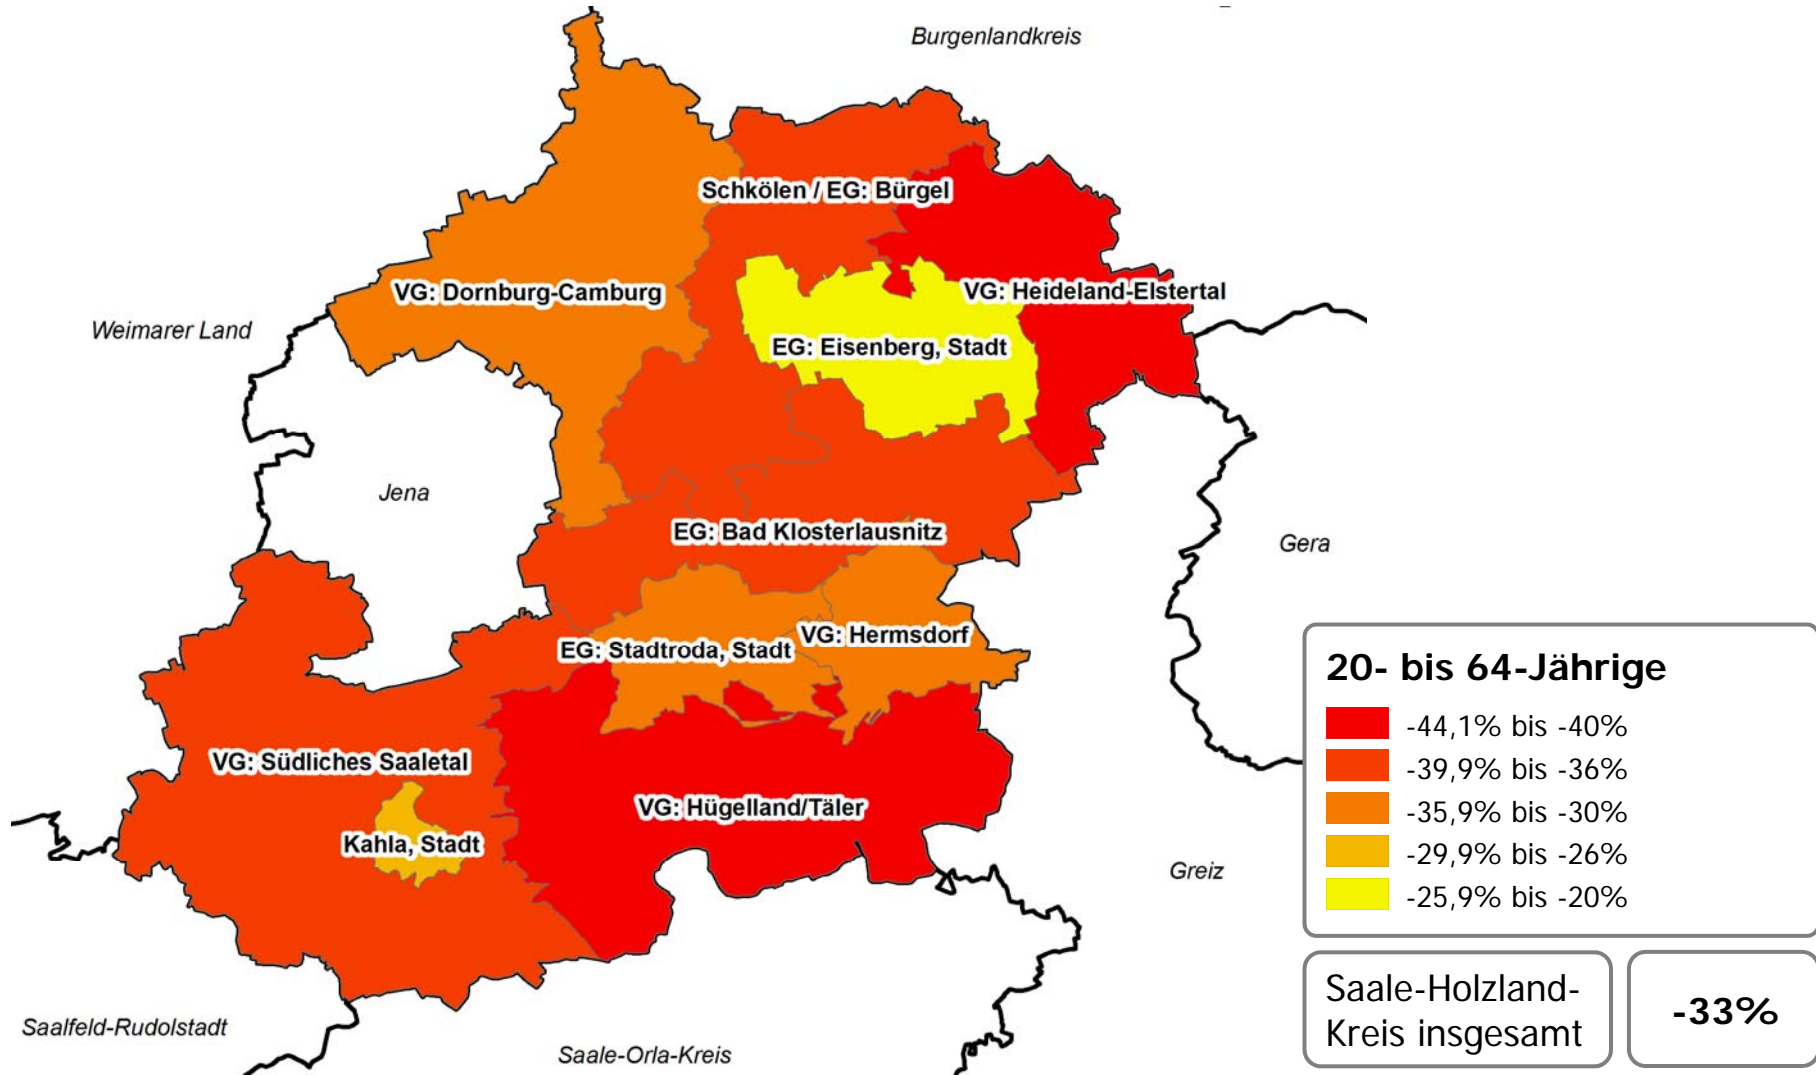 Burgenlandkreis
Schkölen / EG: Bürgel
VG: Dornburg-Camburg
VG: Heideland-Elstertal
Weimarer Land
EG: Eisenberg, Stadt
Jena
EG: Bad Klosterlausnitz
Gera
VG: Hermsdorf
EG: Stadtroda, Stadt
VG: Südliches Saaletal
VG: Hügelland/Täler
Kahla, Stadt
Greiz
Saalfeld-Rudolstadt
Saale-Orla-Kreis
20- bis 64-Jährige
-44,1% bis -40%
-39,9% bis -36%
-35,9% bis -30%
-29,9% bis -26%
-25,9% bis -20%
Saale-Holzland-
Kreis insgesamt
-33%